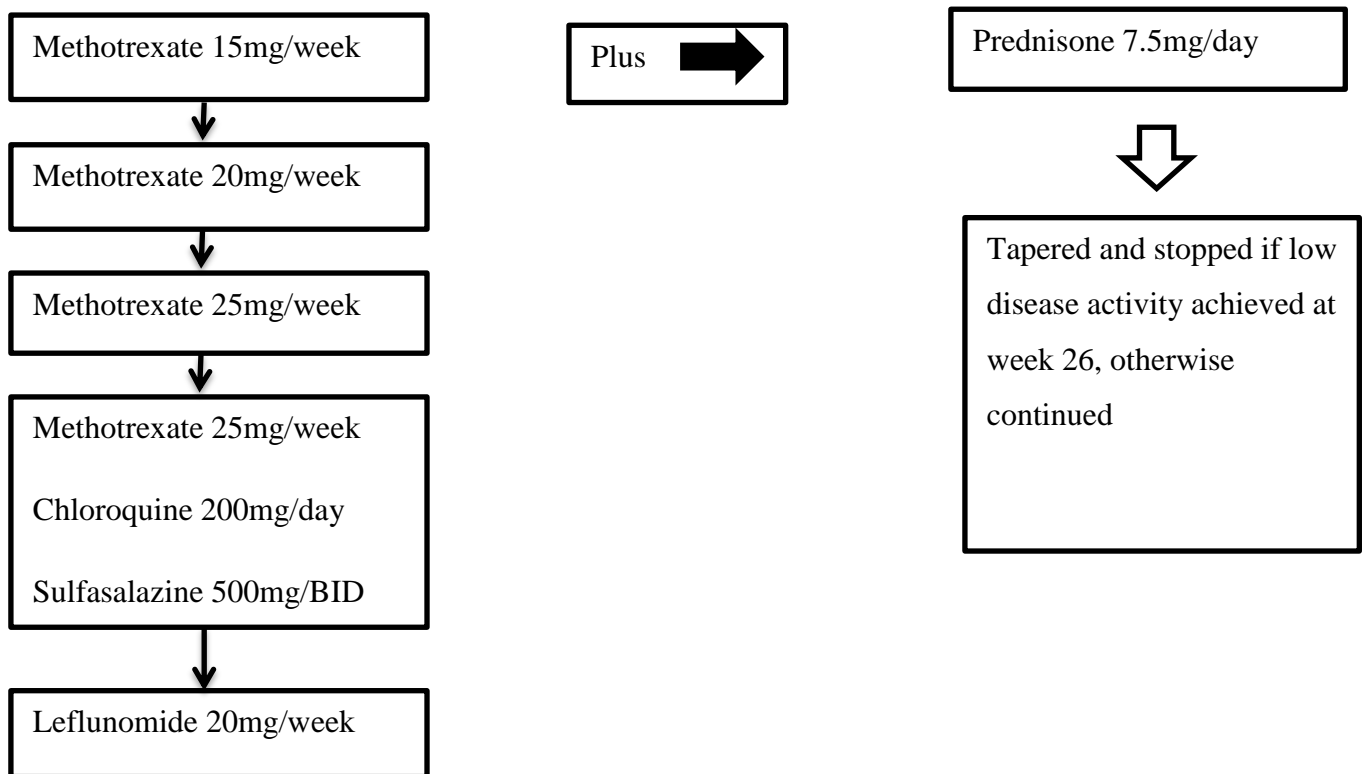 Methotrexate 15mg/week
Plus
Prednisone 7.5mg/day
Methotrexate 20mg/week
Methotrexate 25mg/week
Methotrexate 25mg/week
Chloroquine 200mg/day
Sulfasalazine 500mg/BID
Leflunomide 20mg/week
Tapered and stopped if low
disease activity achieved at
week 26, otherwise
continued